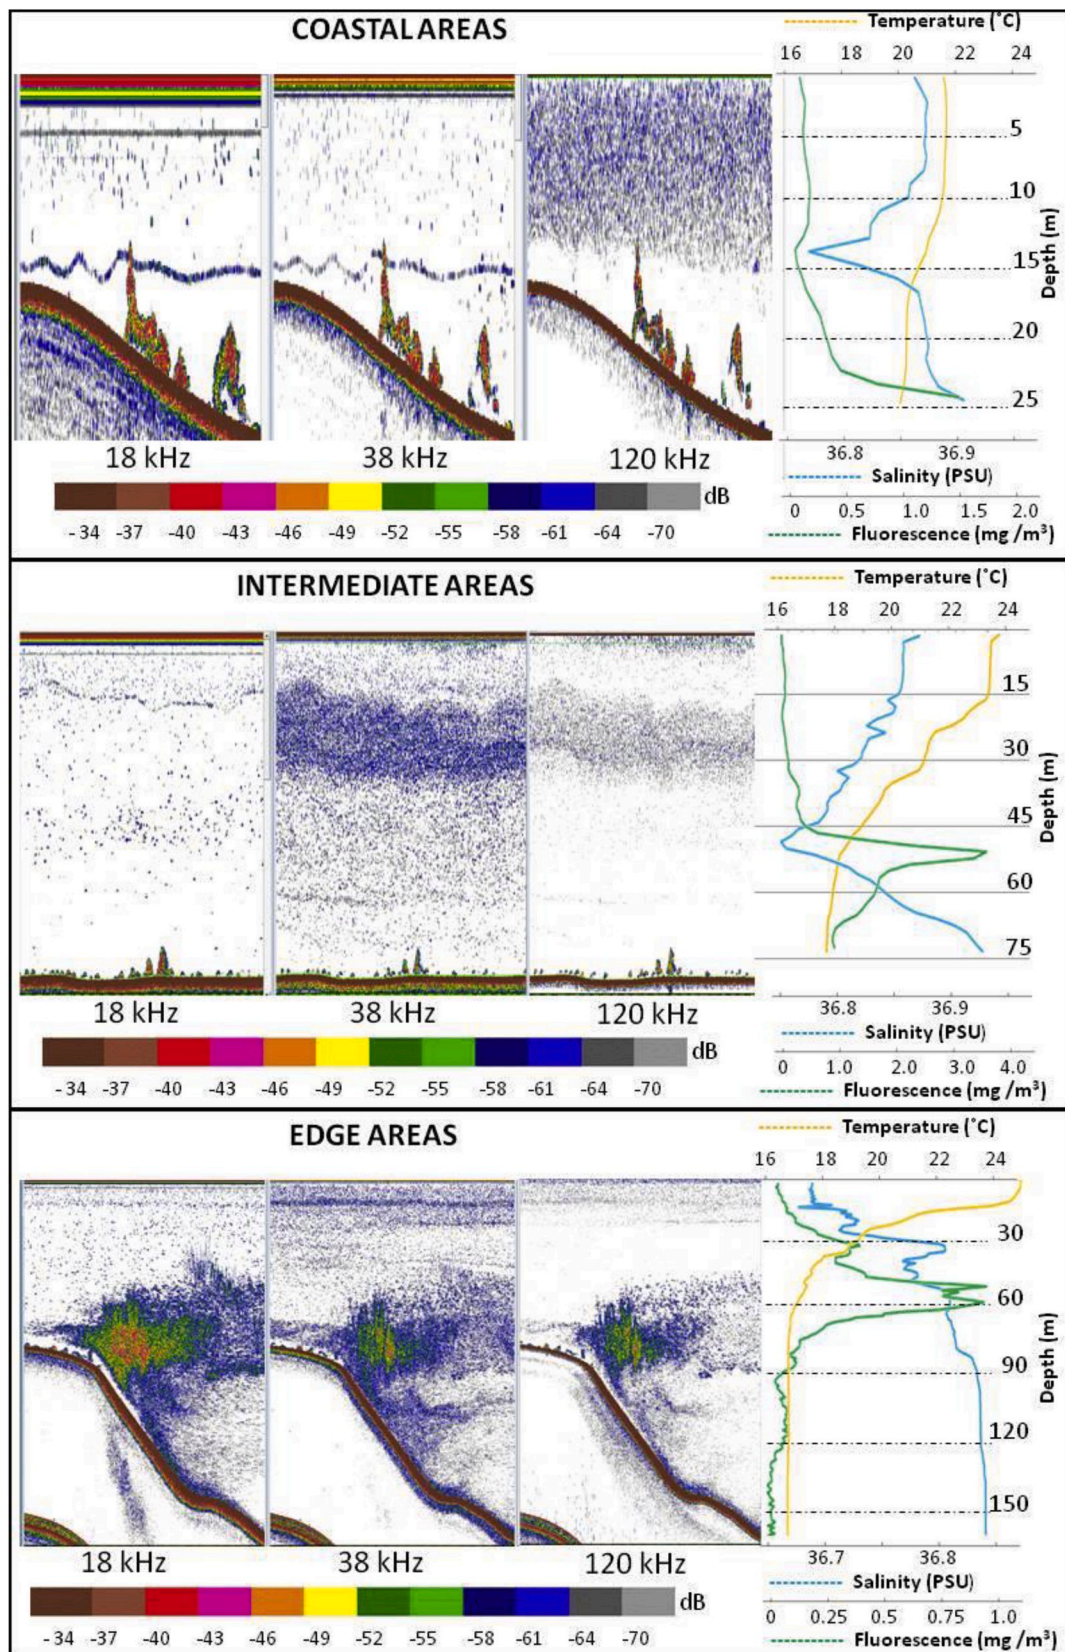 COASTAL AREAS
Temperature (˚C)
16 18 20 22 24
5
10
15
20
25
Depth (m)
18 kHz 38 kHz 120 kHz
36.8 36.9
Salinity (PSU)
dB
- 34 -37 -40 -43 -46 -49 -52 -55 -58 -61 -64 -70
0 0.5 1.0 1.5 2.0
Fluorescence (mg /m³)
INTERMEDIATE AREAS
Temperature (˚C)
16 18 20 22 24
15
30
45
60
75
Depth (m)
18 kHz 38 kHz 120 kHz
36.8 36.9
Salinity (PSU)
dB
- 34 -37 -40 -43 -46 -49 -52 -55 -58 -61 -64 -70
0 0.9 2.0 3.0 4.0
Fluorescence (mg /m³)
EDGE AREAS
Temperature (˚C)
16 18 20 22 24
30
60
90
120
150
Depth (m)
18 kHz 38 kHz 120 kHz
36.7 36.8
Salinity (PSU)
dB
- 34 -37 -40 -43 -46 -49 -52 -55 -58 -61 -64 -70
0 0.25 0.50 0.75 1.0
Fluorescence (mg /m³)